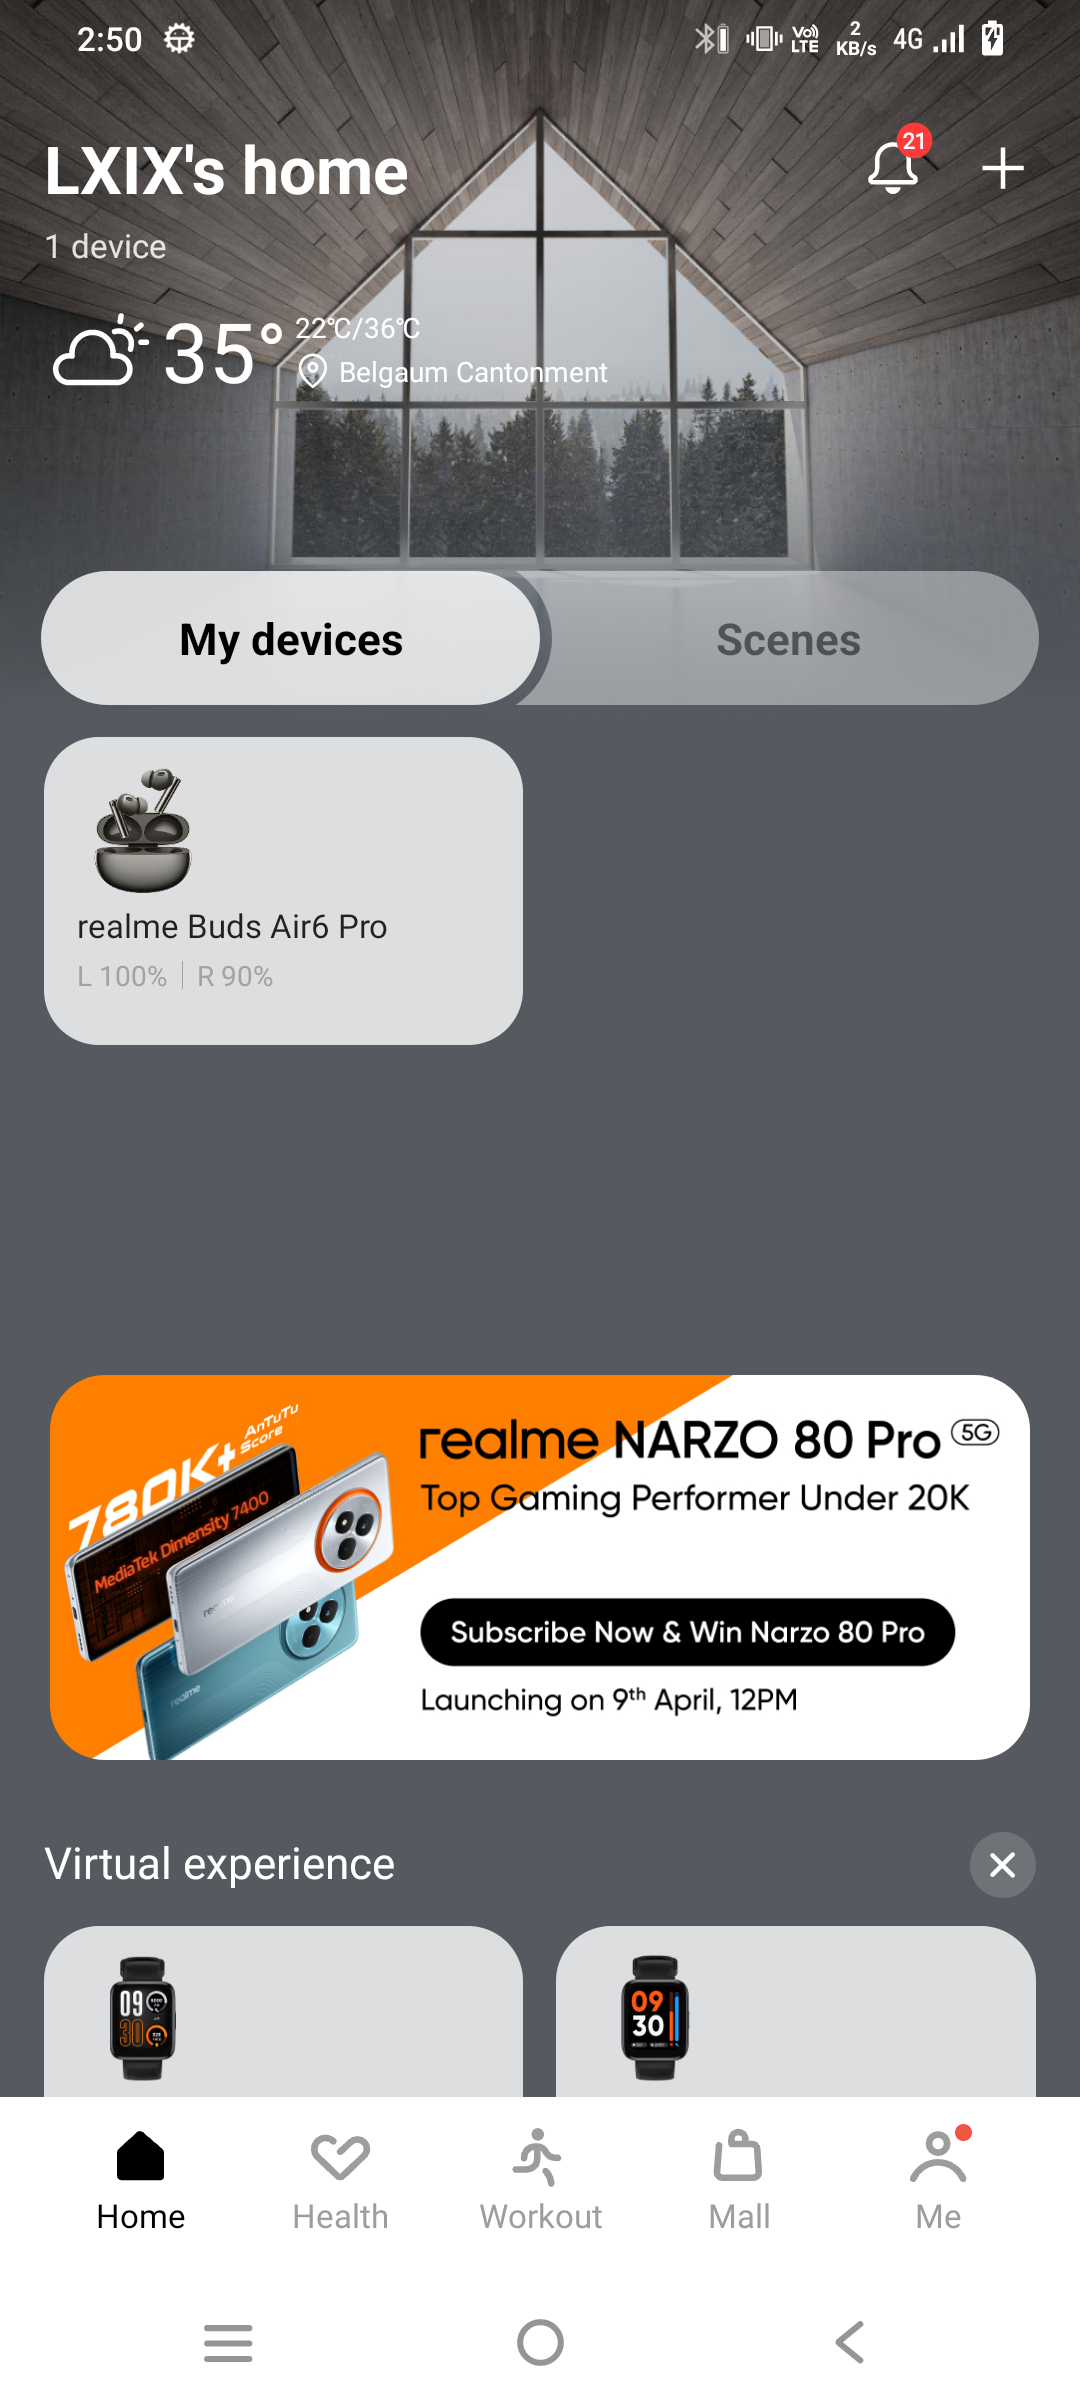 2:50
Vo) LTE
2 KB/s
4G
LXIX's home
21
1 device
35°
22°C/36°C
Belgaum Cantonment
My devices
Scenes
realme Buds Air6 Pro
L 100% | R 90%
780K+ AnTuTu Score
MediaTek Dimensity 7400
realme
realme
realme NARZO 80 Pro 5G
Top Gaming Performer Under 20K
Subscribe Now & Win Narzo 80 Pro
Launching on 9th April, 12PM
Virtual experience
09
30
09
30
Home
Health
Workout
Mall
Me